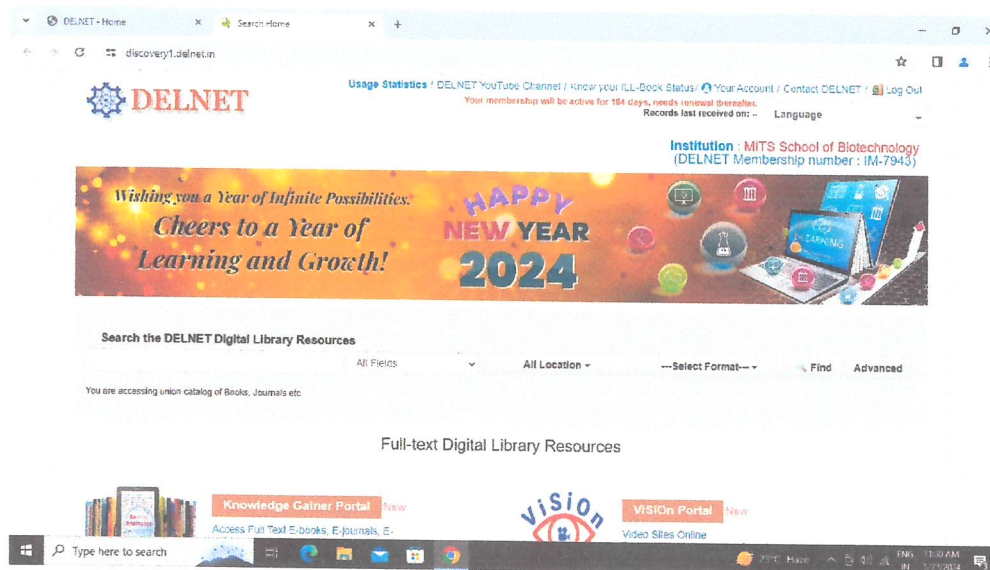 DELNET - Home
Search Home
discovery1.delnet.in
DELNET
Usage Statistics / DELNET YouTube Channel / Know your ILL-Book Status/ Your Account / Contact DELNET / Log Out
Your membership will be active for 184 days, needs renewal thereafter.
Records last received on: -- Language
Institution : MITS School of Biotechnology
(DELNET Membership number : IM-7943)
Wishing you a Year of Infinite Possibilities.
Cheers to a Year of
Learning and Growth!
HAPPY
NEW YEAR
2024
E-LEARNING
Search the DELNET Digital Library Resources
All Fields All Location ---Select Format--- Find Advanced
You are accessing union catalog of Books, Journals etc
Full-text Digital Library Resources
Knowledge Gainer Portal New
Access Full Text E-books, E-journals, E-
ViSiOn
VISIOn Portal New
Video Sites Online
Type here to search
Haze
ENG 11:30 AM
IN 1/27/2024